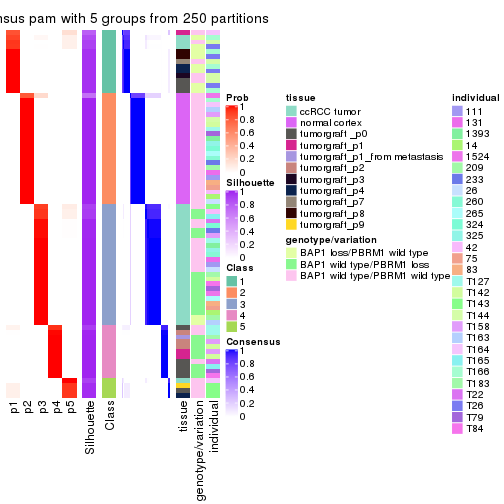 nsus pam with 5 groups from 250 partitions
Prob
1
0.8
0.6
0.4
0.2
0
Silhouette
1
0.8
0.6
0.4
0.2
0
Class
1
2
3
4
5
Consensus
1
0.8
0.6
0.4
0.2
0
tissue
ccRCC tumor
normal cortex
tumorgraft _p0
tumorgraft_p1
tumorgraft_p1_from metastasis
tumorgraft_p2
tumorgraft_p3
tumorgraft_p4
tumorgraft_p7
tumorgraft_p8
tumorgraft_p9
genotype/variation
BAP1 loss/PBRM1 wild type
BAP1 wild type/PBRM1 loss
BAP1 wild type/PBRM1 wild type
individual
111
131
1393
14
1524
209
233
26
260
265
324
325
42
75
83
T127
T142
T143
T144
T158
T163
T164
T165
T166
T183
T22
T26
T79
T84
p1
p2
p3
p4
p5
Silhouette
Class
tissue
genotype/variation
individual